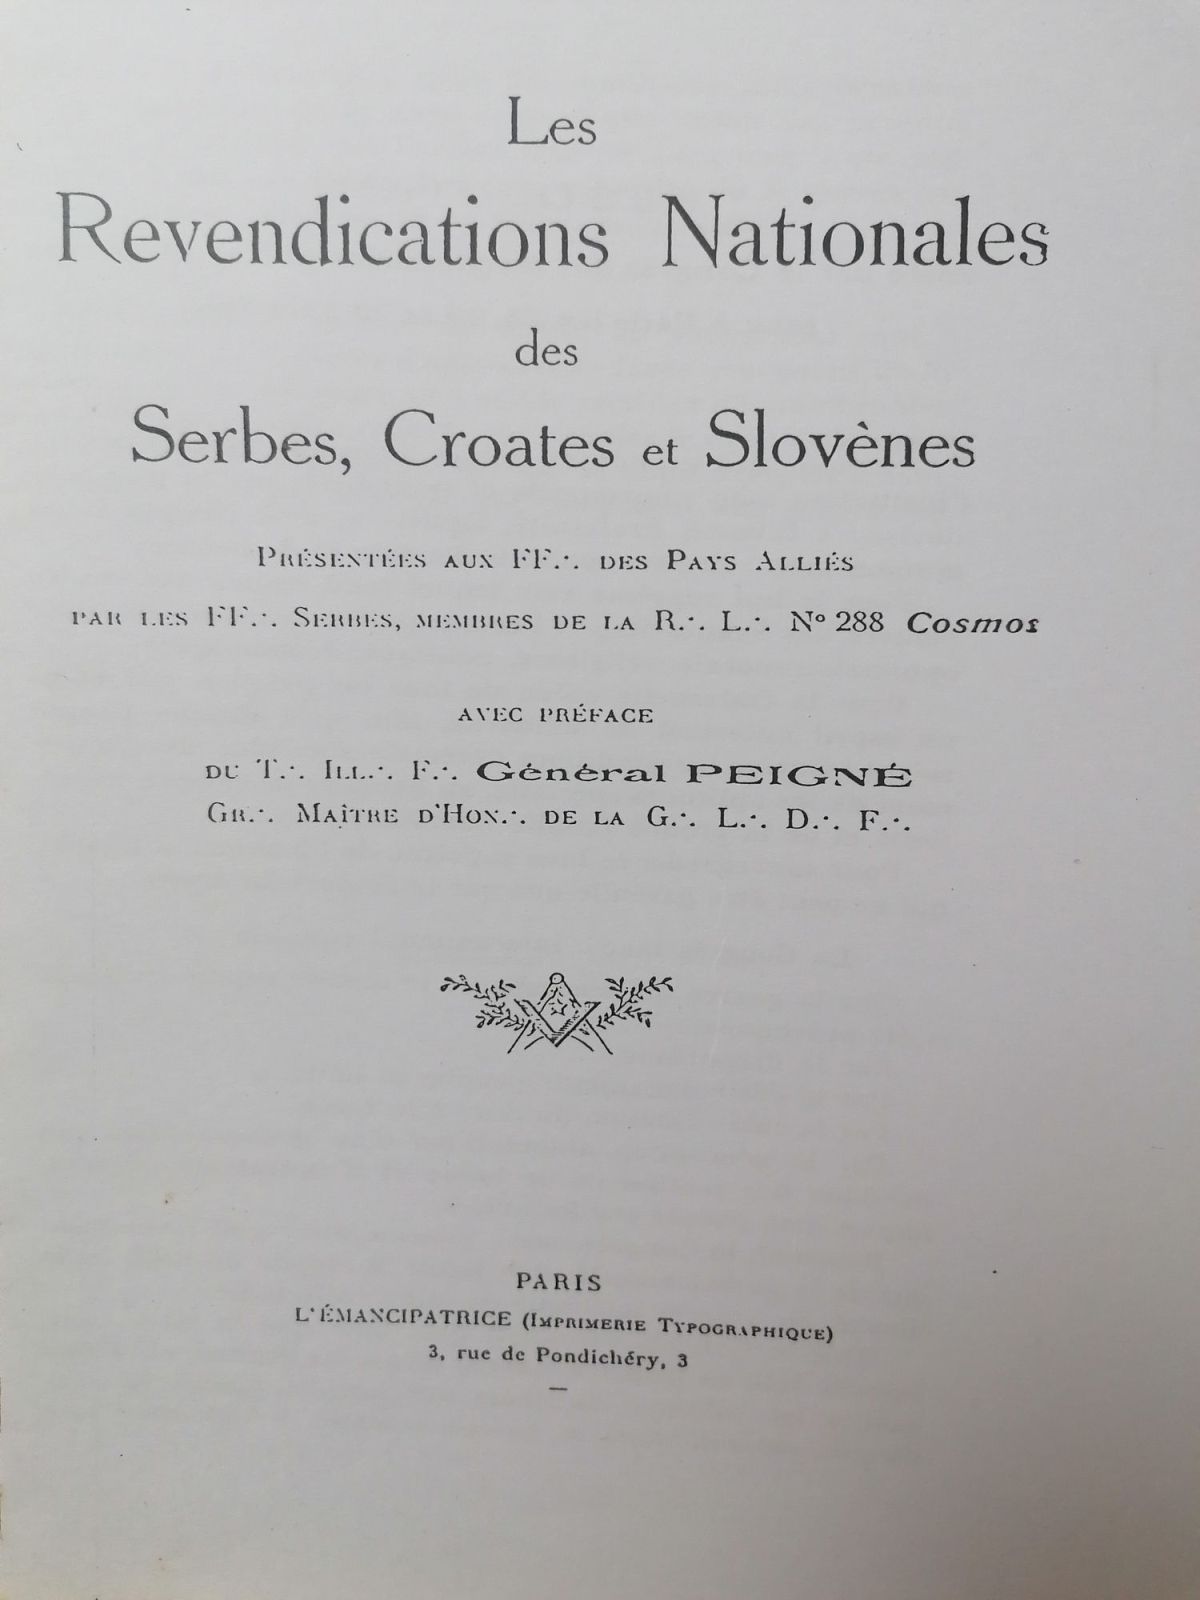 Les
Revendications Nationales
des
Serbes, Croates et Slovènes
Présentées aux FF∴ des Pays Alliés
par les FF∴ Serbes, membres de la R∴ L∴ Nº 288 Cosmos
avec préface
du T∴ Ill∴ F∴ Général PEIGNÉ
Gr∴ Maître d'Hon∴ de la G∴ L∴ D∴ F∴
PARIS
L'ÉMANCIPATRICE (Imprimerie Typographique)
3, rue de Pondichéry, 3